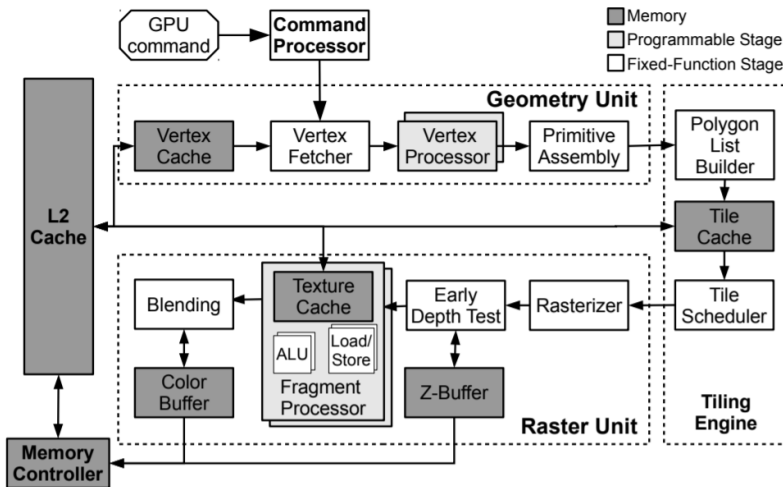 GPU
command
Command
Processor
Memory
Programmable Stage
Fixed-Function Stage
Geometry Unit
Vertex
Cache
Vertex
Fetcher
Vertex
Processor
Primitive
Assembly
Polygon
List
Builder
L2
Cache
Tile
Cache
Tile
Scheduler
Blending
Texture
Cache
ALU
Load/
Store
Fragment
Processor
Early
Depth Test
Rasterizer
Color
Buffer
Z-Buffer
Raster Unit
Tiling
Engine
Memory
Controller